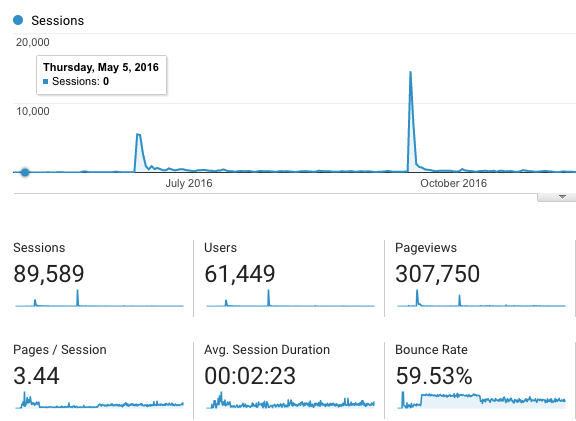 Sessions
20,000
Thursday, May 5, 2016
Sessions: 0
10,000
July 2016
October 2016
Sessions
Users
Pageviews
89,589
61,449
307,750
Pages / Session
Avg. Session Duration
Bounce Rate
3.44
00:02:23
59.53%